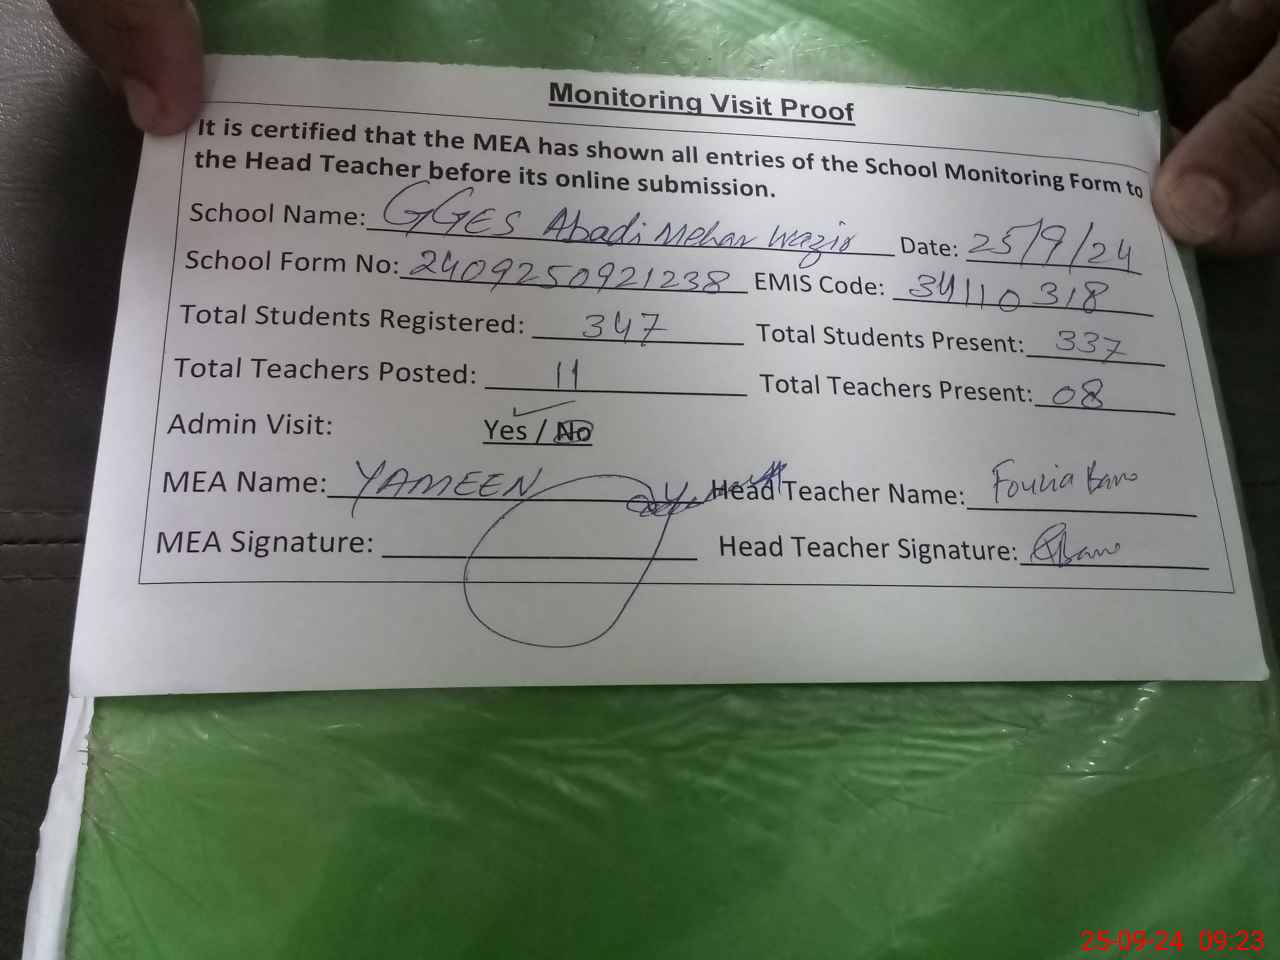 Monitoring Visit Proof
It is certified that the MEA has shown all entries of the School Monitoring Form to
the Head Teacher before its online submission.
School Name: GGES Abadi Mehar Wazir Date: 25/9/24
School Form No: 2409250921238 EMIS Code: 34110318
Total Students Registered: 347 Total Students Present: 337
Total Teachers Posted: 11 Total Teachers Present: 08
Admin Visit: Yes / No
MEA Name: YAMEEN Head Teacher Name: Fouzia Bano
MEA Signature: Head Teacher Signature: Bano
25-09-24 09:23